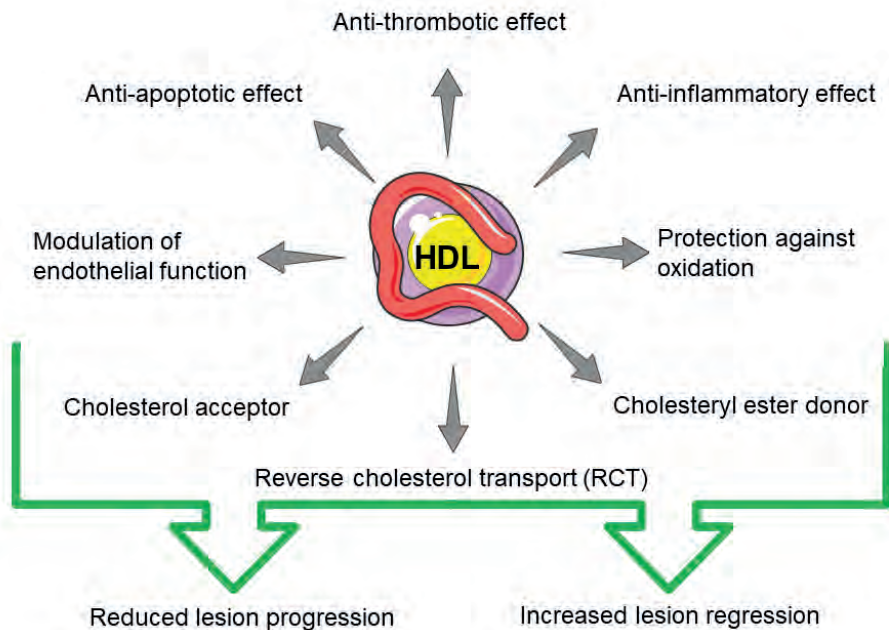 Anti-thrombotic effect
Anti-apoptotic effect
Anti-inflammatory effect
Modulation of
endothelial function
HDL
Protection against
oxidation
Cholesterol acceptor
Cholesteryl ester donor
Reverse cholesterol transport (RCT)
Reduced lesion progression
Increased lesion regression